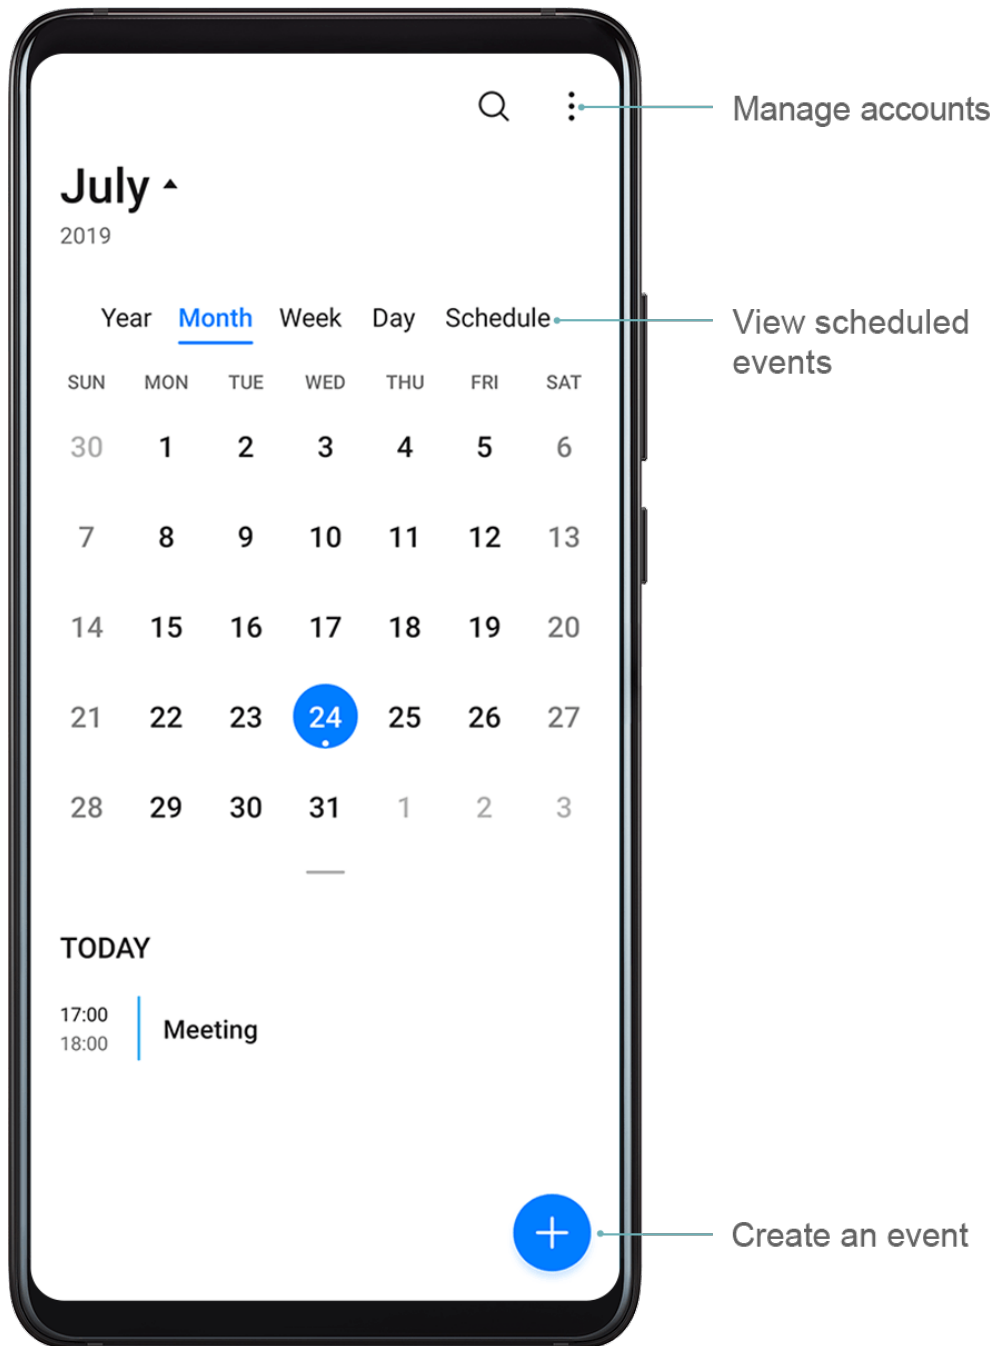 Manage accounts
July
2019
Year Month Week Day Schedule
View scheduled
events
SUN MON TUE WED THU FRI SAT
30 1 2 3 4 5 6
7 8 9 10 11 12 13
14 15 16 17 18 19 20
21 22 23 24 25 26 27
28 29 30 31 1 2 3
TODAY
17:00
18:00
Meeting
Create an event